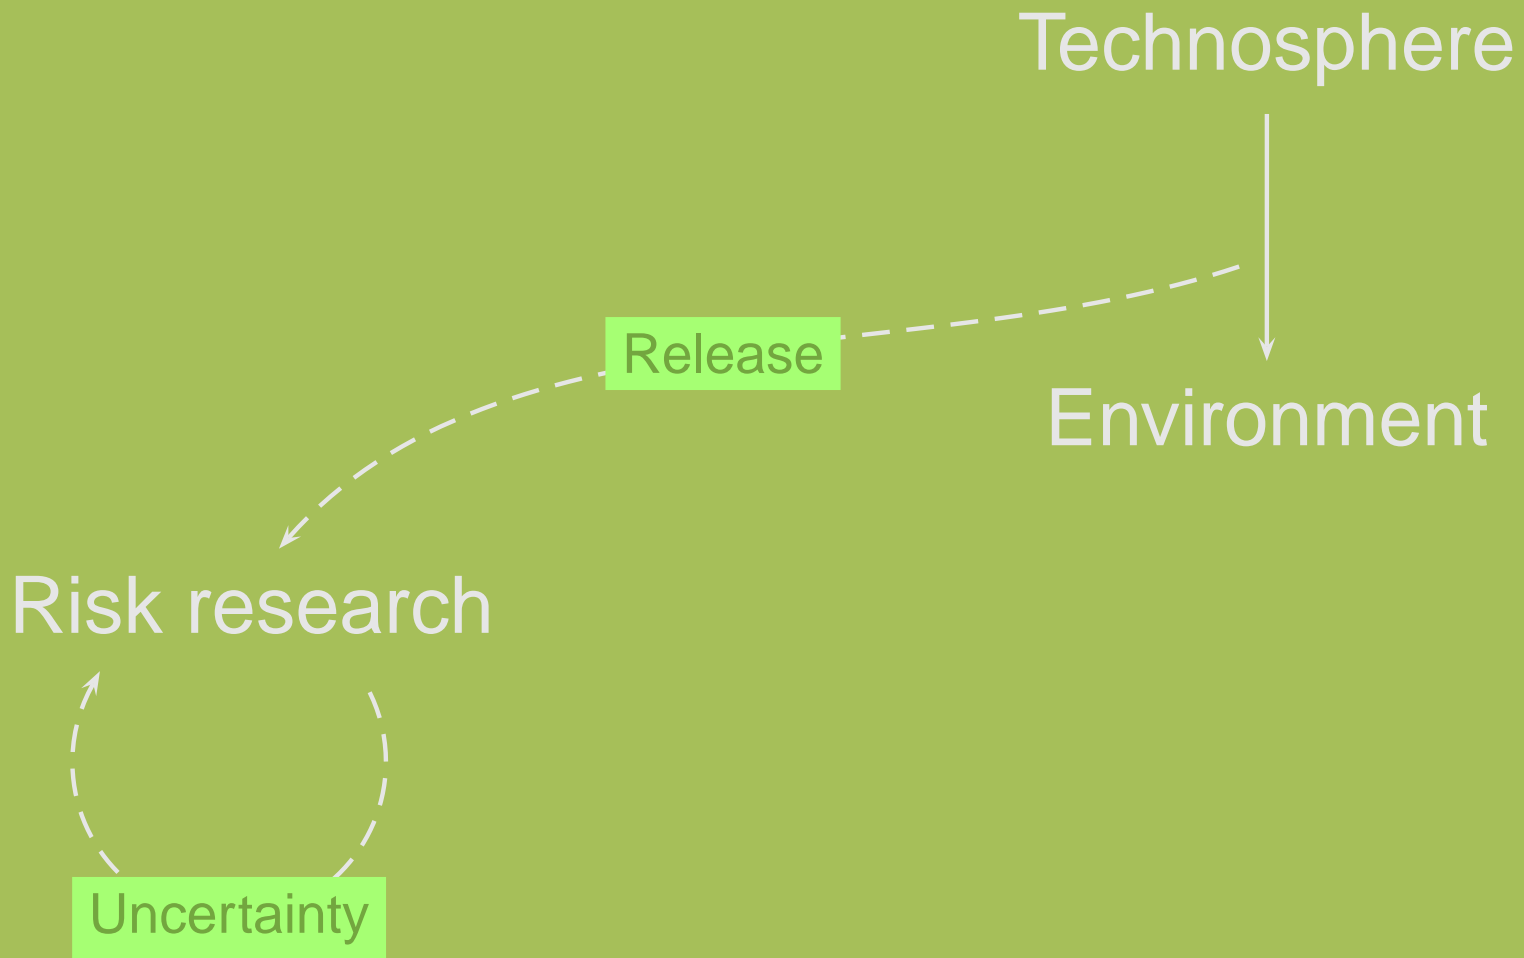 Technosphere
Release
Environment
Risk research
Uncertainty